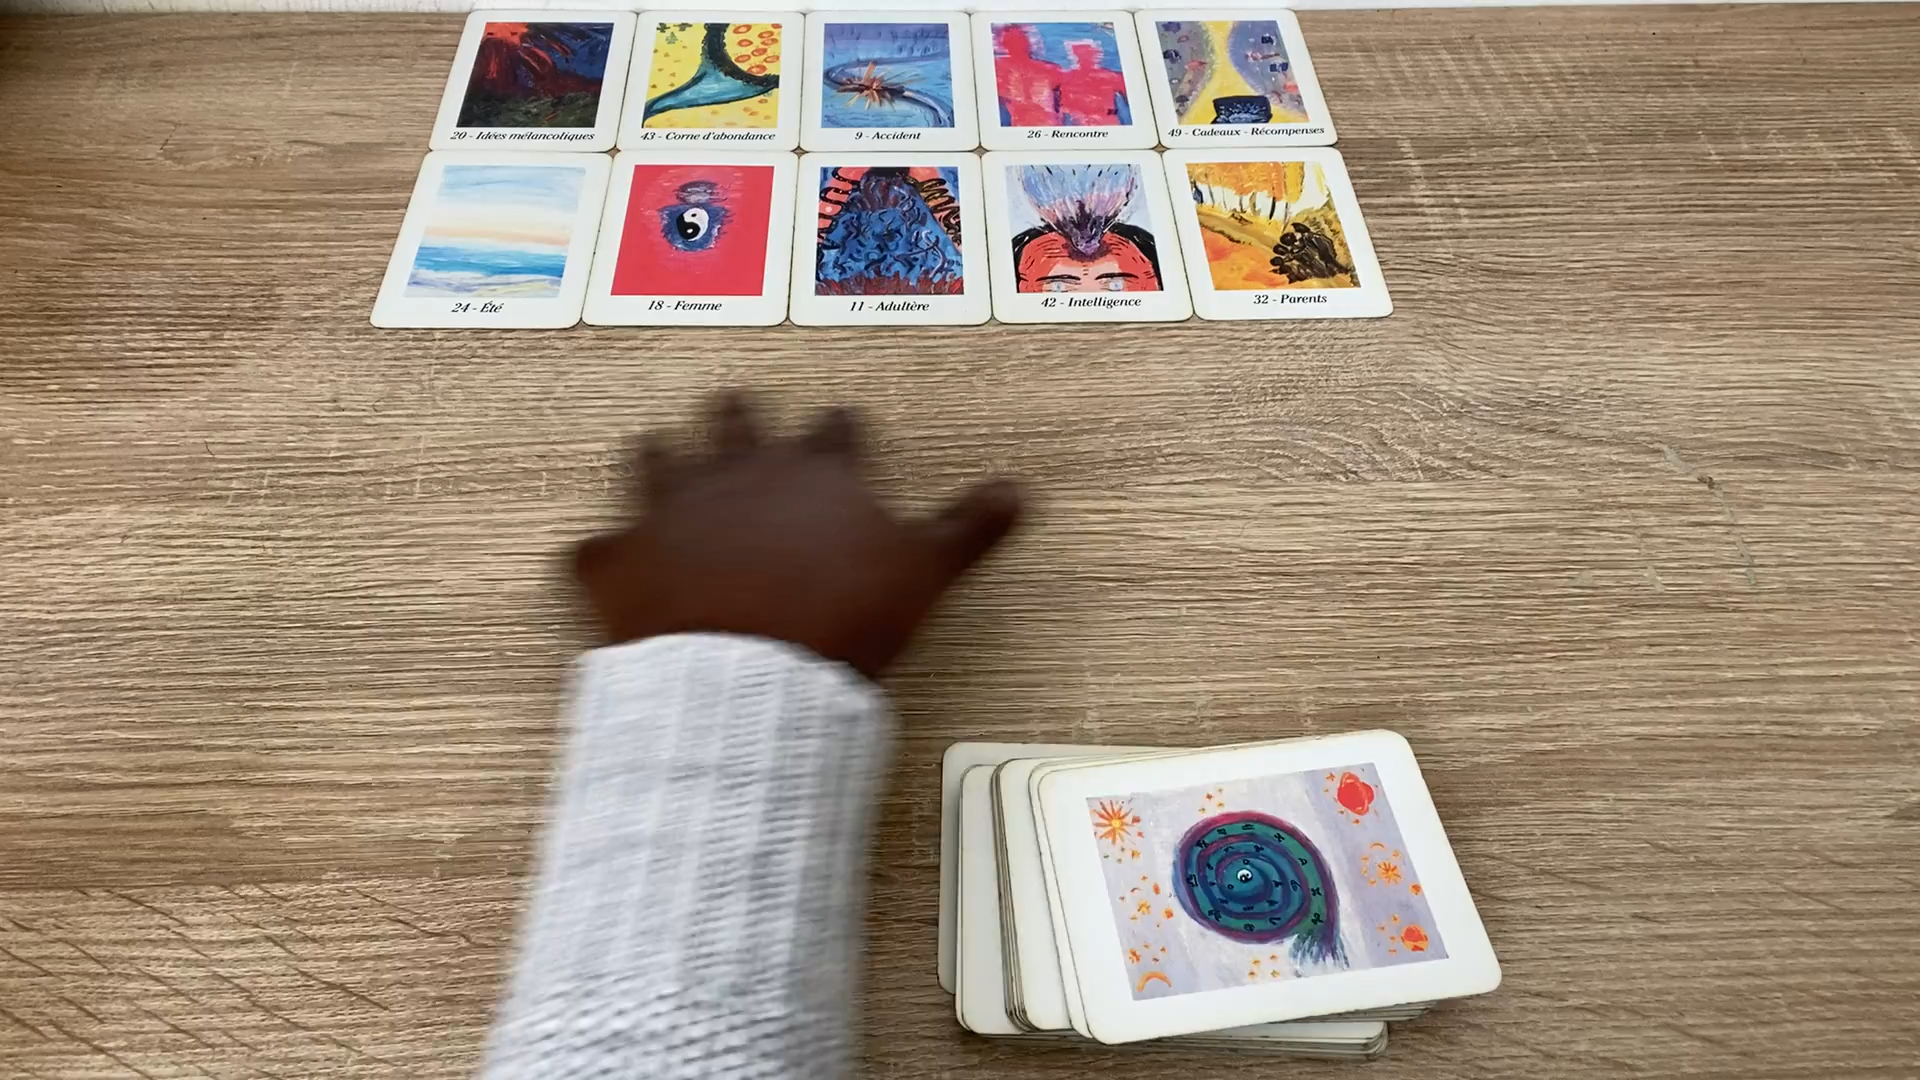 20 - Idées mélancoliques
43 - Corne d'abondance
9 - Accident
26 - Rencontre
49 - Cadeaux - Récompenses
24 - Été
18 - Femme
11 - Adultère
42 - Intelligence
32 - Parents